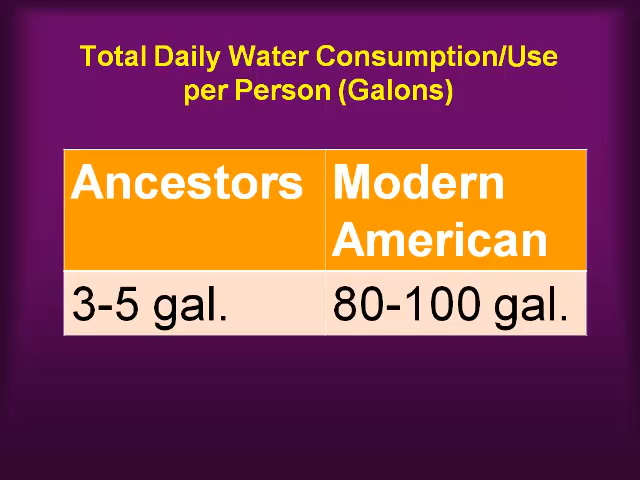 Total Daily Water Consumption/Use
per Person (Galons)
Ancestors
Modern
American
3-5 gal.
80-100 gal.